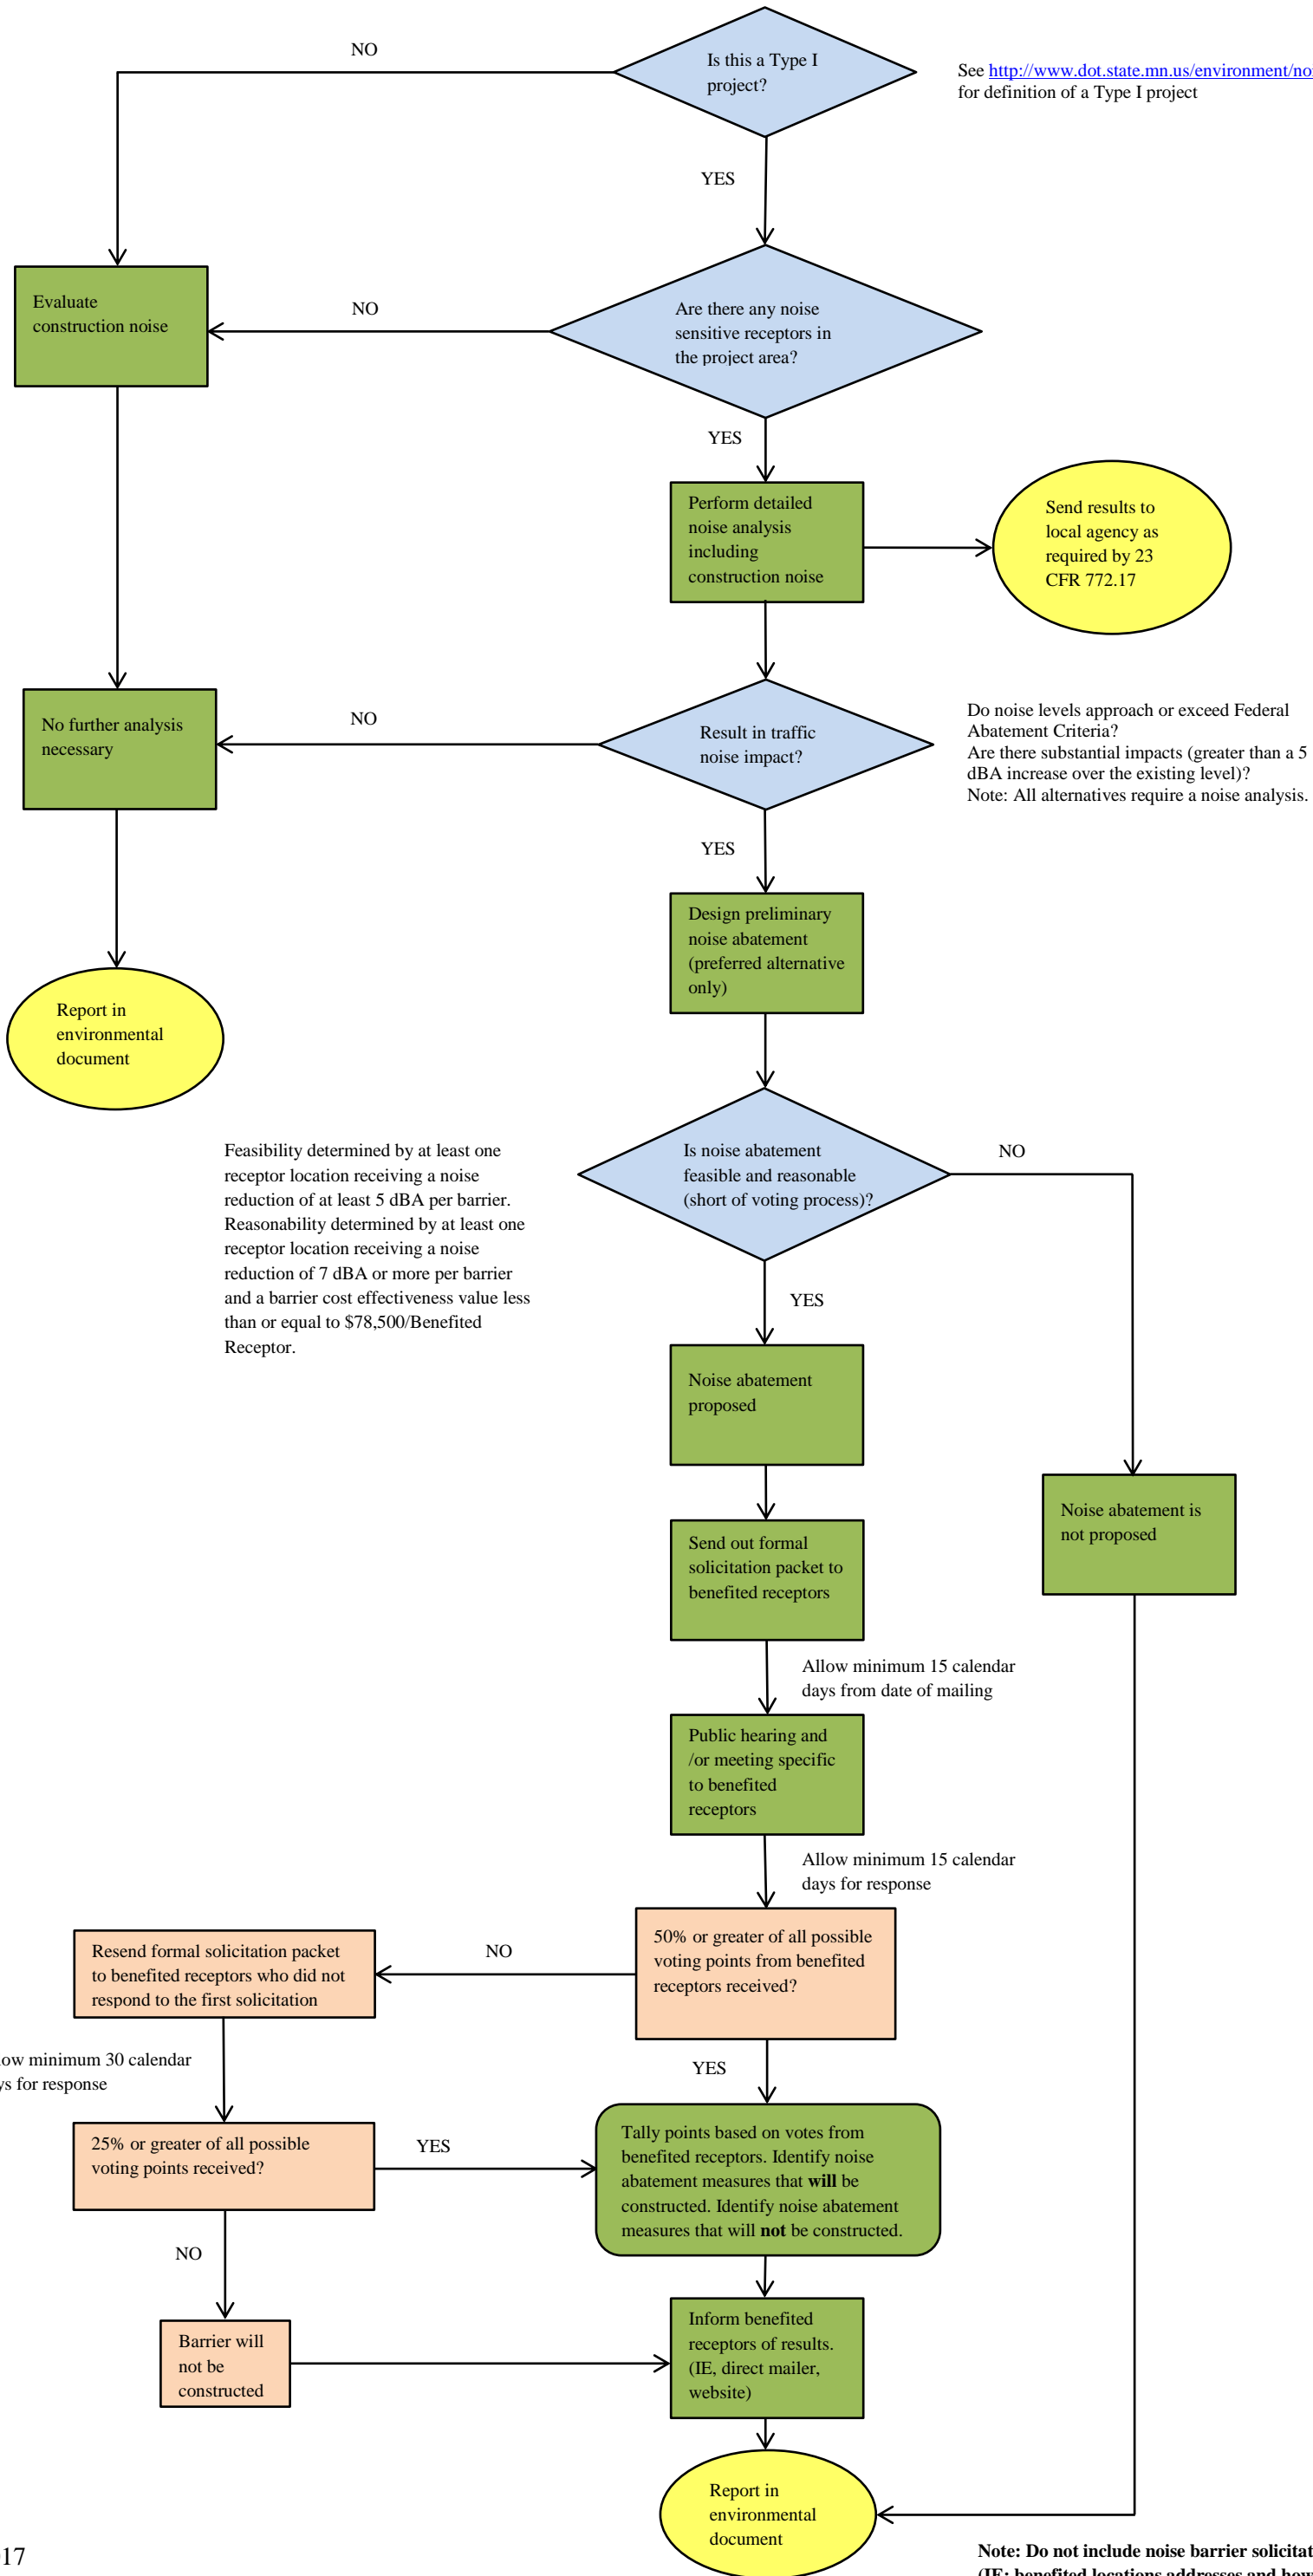 NO
Is this a Type I
project?
See http://www.dot.state.mn.us/environment/no
for definition of a Type I project
YES
Evaluate
construction noise
NO
Are there any noise
sensitive receptors in
the project area?
YES
Perform detailed
noise analysis
including
construction noise
Send results to
local agency as
required by 23
CFR 772.17
No further analysis
necessary
NO
Result in traffic
noise impact?
Do noise levels approach or exceed Federal
Abatement Criteria?
Are there substantial impacts (greater than a 5
dBA increase over the existing level)?
Note: All alternatives require a noise analysis.
YES
Design preliminary
noise abatement
(preferred alternative
only)
Report in
environmental
document
Feasibility determined by at least one
receptor location receiving a noise
reduction of at least 5 dBA per barrier.
Reasonability determined by at least one
receptor location receiving a noise
reduction of 7 dBA or more per barrier
and a barrier cost effectiveness value less
than or equal to $78,500/Benefited
Receptor.
Is noise abatement
feasible and reasonable
(short of voting process)?
NO
YES
Noise abatement
proposed
Noise abatement is
not proposed
Send out formal
solicitation packet to
benefited receptors
Allow minimum 15 calendar
days from date of mailing
Public hearing and
/or meeting specific
to benefited
receptors
Allow minimum 15 calendar
days for response
Resend formal solicitation packet
to benefited receptors who did not
respond to the first solicitation
NO
50% or greater of all possible
voting points from benefited
receptors received?
minimum 30 calendar
for response
YES
25% or greater of all possible
voting points received?
YES
Tally points based on votes from
benefited receptors. Identify noise
abatement measures that will be
constructed. Identify noise abatement
measures that will not be constructed.
NO
Barrier will
not be
constructed
Inform benefited
receptors of results.
(IE, direct mailer,
website)
Report in
environmental
document
17
Note: Do not include noise barrier
(IE: benefited locations addresses and